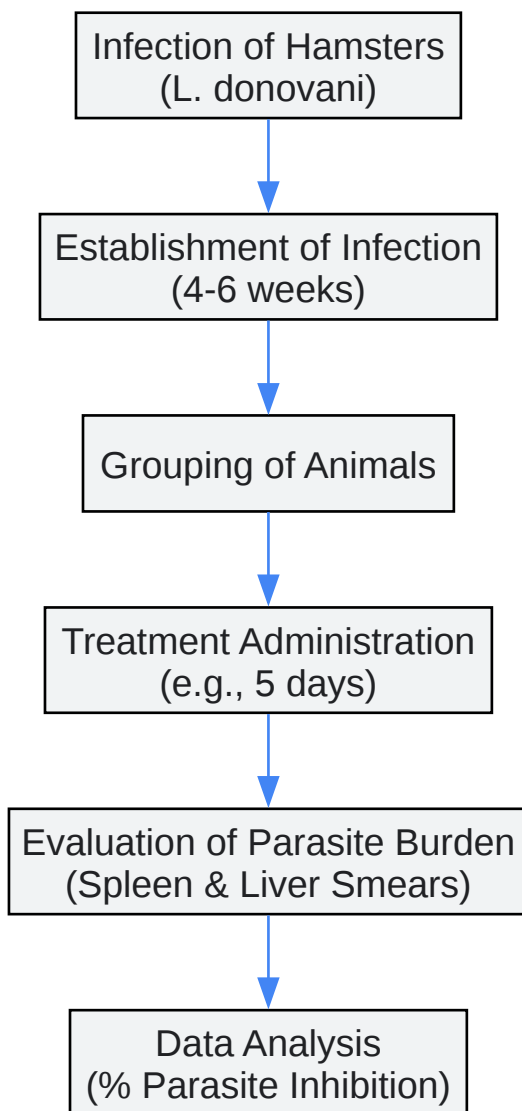 Infection of Hamsters
(L. donovani)
Establishment of Infection
(4-6 weeks)
Grouping of Animals
Treatment Administration
(e.g., 5 days)
Evaluation of Parasite Burden
(Spleen & Liver Smears)
Data Analysis
(% Parasite Inhibition)